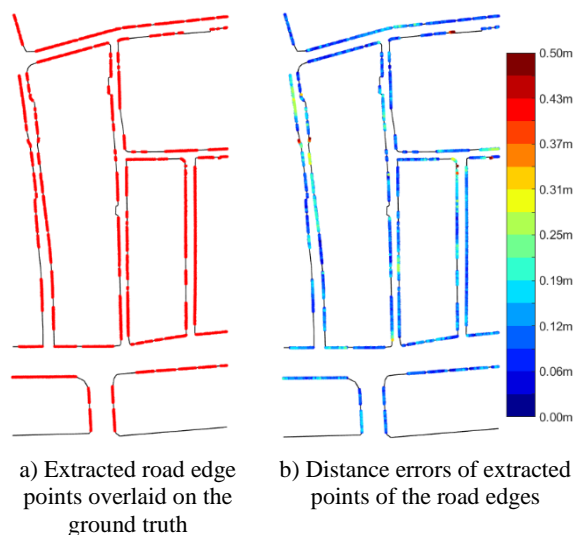 0.50m
0.43m
0.37m
0.31m
0.25m
0.19m
0.12m
0.06m
0.00m
a) Extracted road edge
points overlaid on the
ground truth
b) Distance errors of extracted
points of the road edges